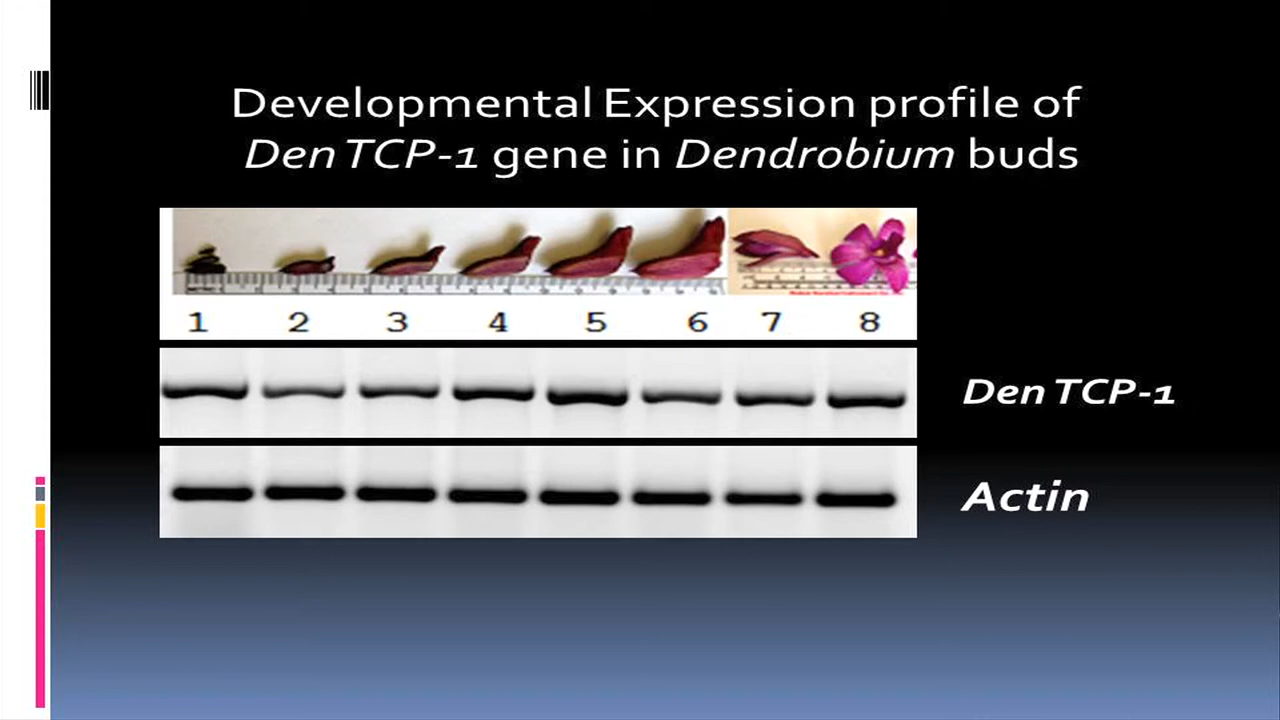 Developmental Expression profile of
Den TCP-1 gene in Dendrobium buds
1 2 3 4 5 6 7 8
Den TCP-1
Actin